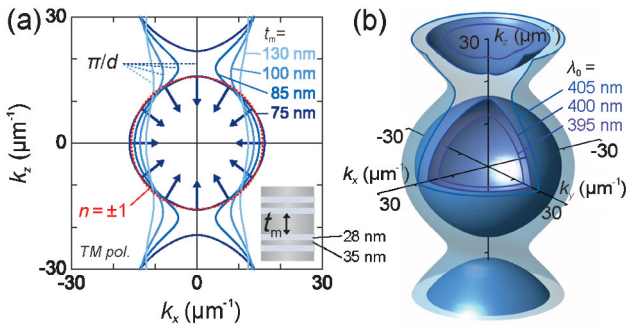 (a)
30
0
-30
k_z (μm⁻¹)
-30
0
30
k_x (μm⁻¹)
t_m =
130 nm
100 nm
85 nm
75 nm
π/d
n = ±1
TM pol.
t_m
28 nm
35 nm
(b)
k_z (μm⁻¹)
30
λ_0 =
405 nm
400 nm
395 nm
-30
-30
k_x (μm⁻¹)
k_y (μm⁻¹)
30
30